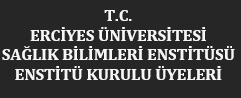 T.C.
ERCİYES ÜNİVERSİTESİ
SAĞLIK BİLİMLERİ ENSTİTÜSÜ
ENSTİTÜ KURULU ÜYELERİ